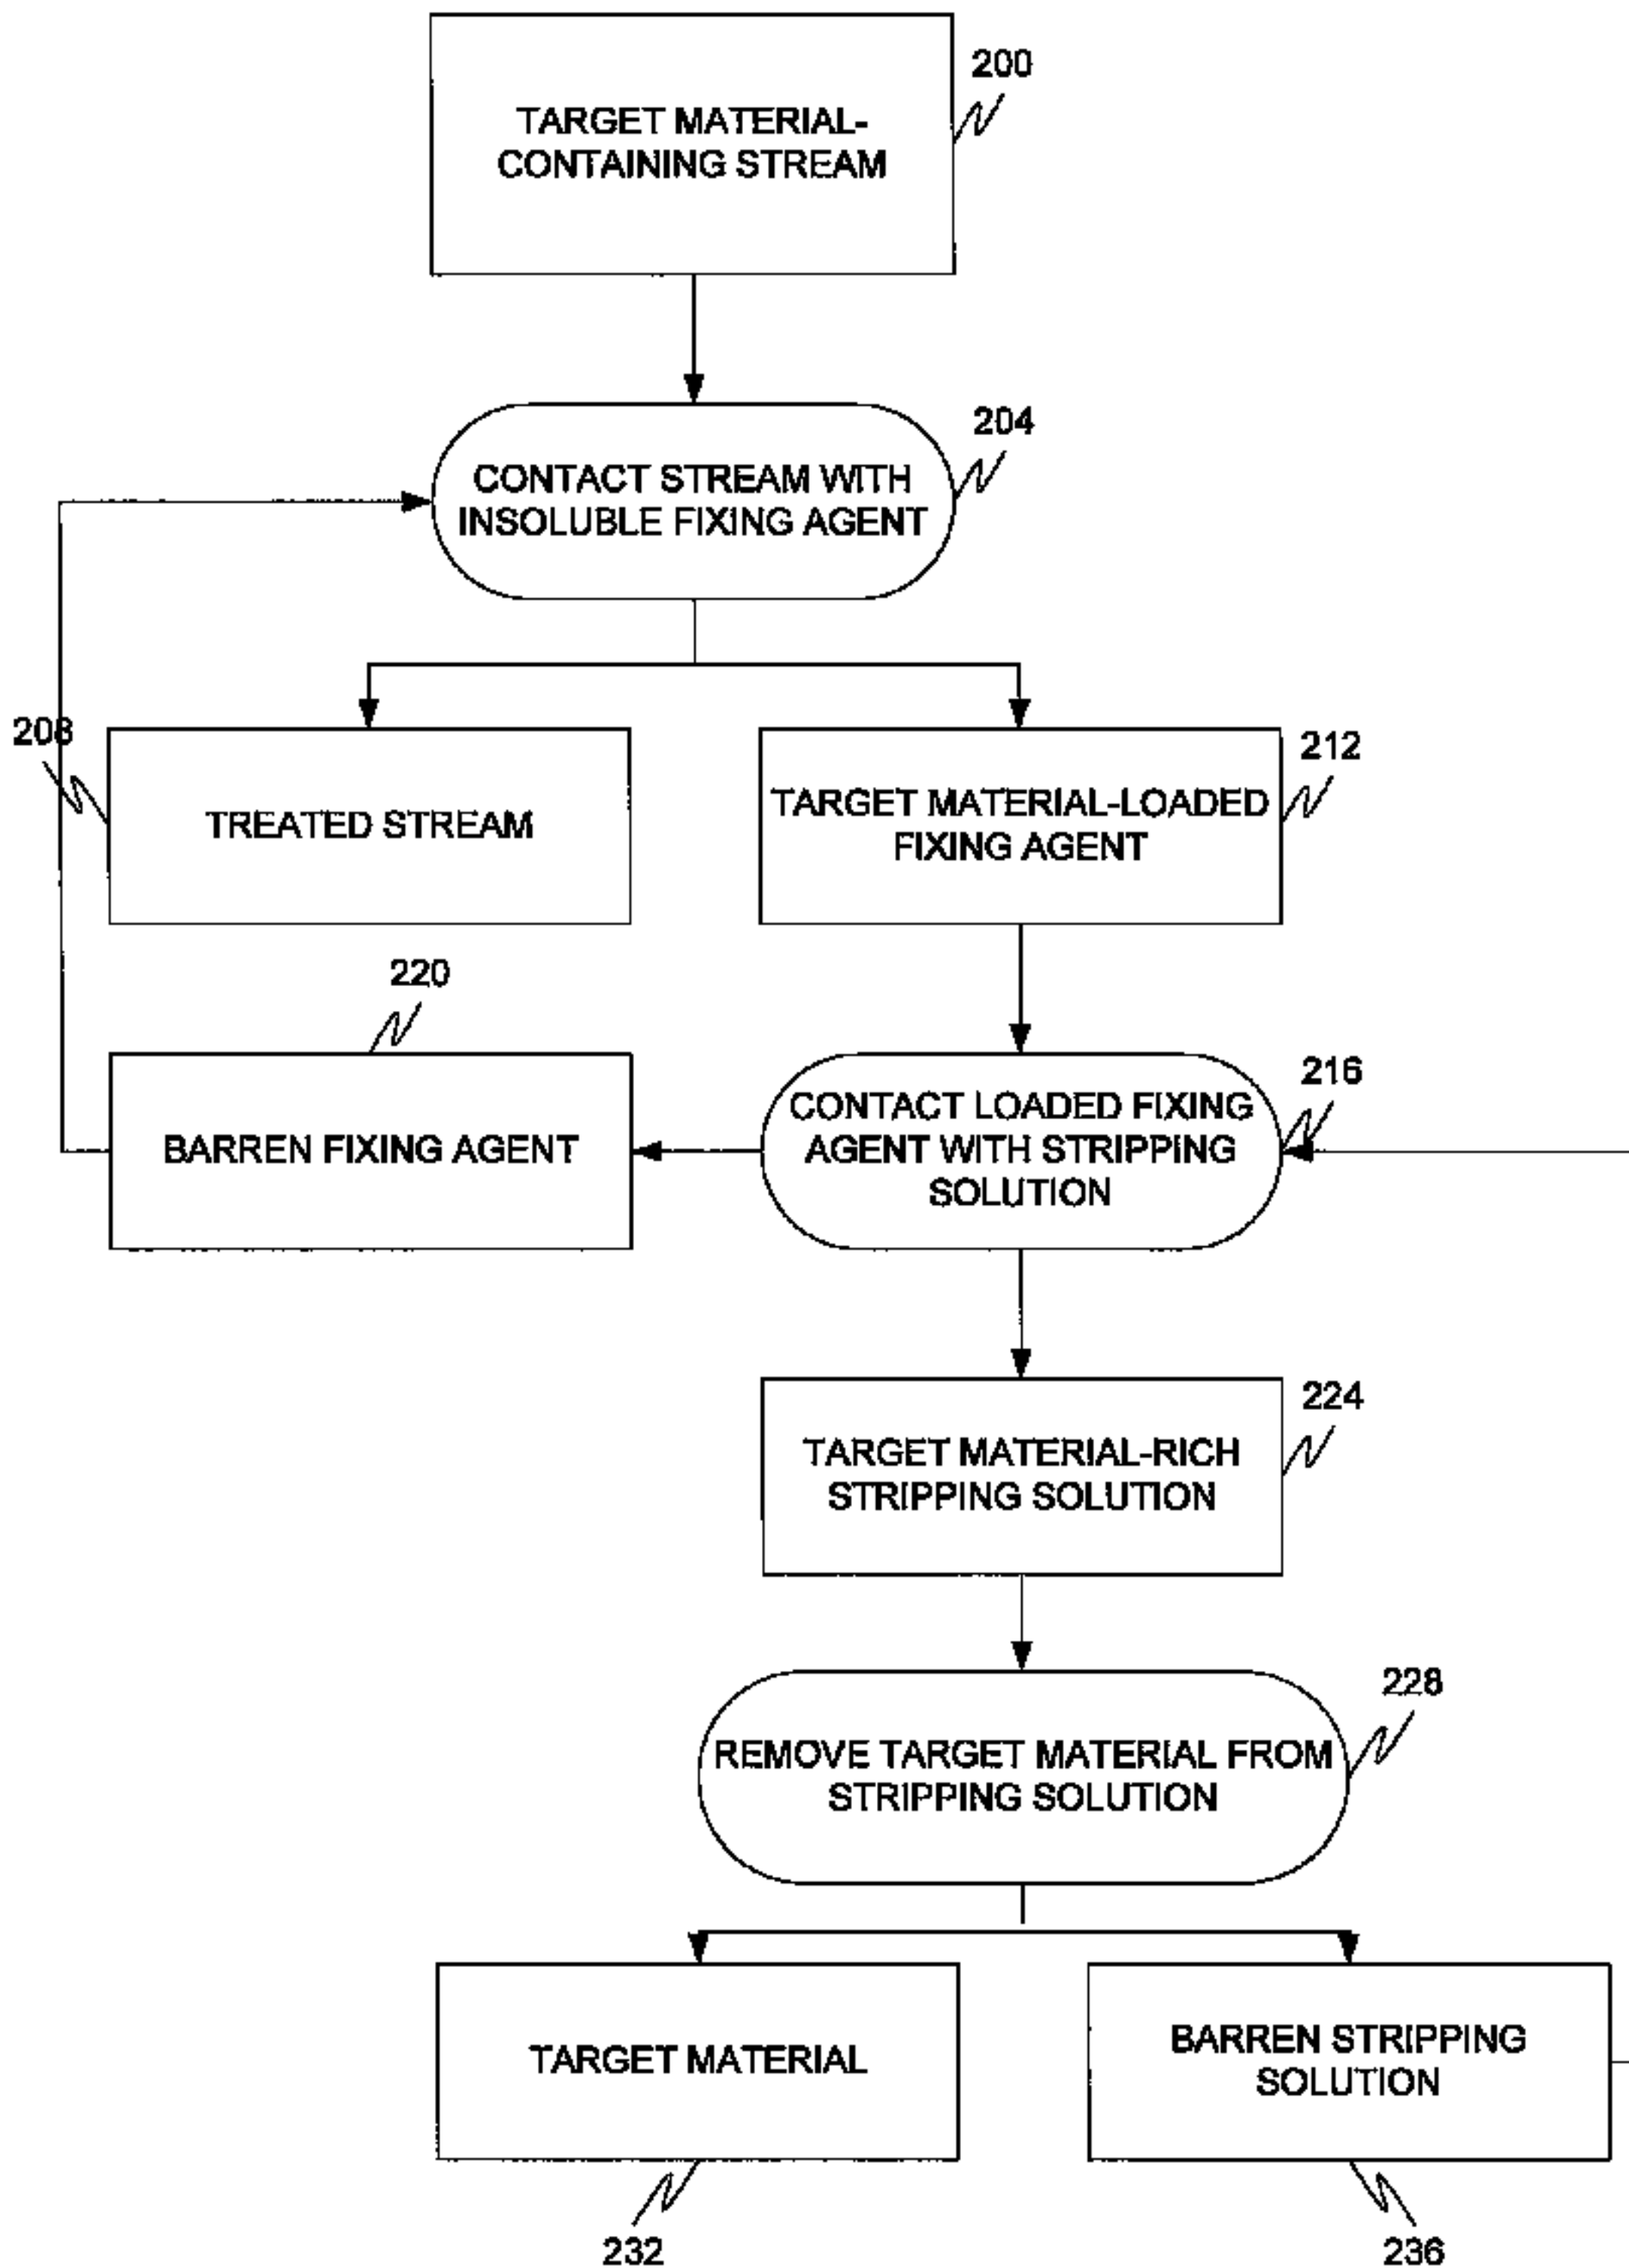 200
TARGET MATERIAL-
CONTAINING STREAM
204
CONTACT STREAM WITH
INSOLUBLE FIXING AGENT
208
TREATED STREAM
212
TARGET MATERIAL-LOADED
FIXING AGENT
220
BARREN FIXING AGENT
216
CONTACT LOADED FIXING
AGENT WITH STRIPPING
SOLUTION
224
TARGET MATERIAL-RICH
STRIPPING SOLUTION
228
REMOVE TARGET MATERIAL FROM
STRIPPING SOLUTION
TARGET MATERIAL
BARREN STRIPPING
SOLUTION
232
236